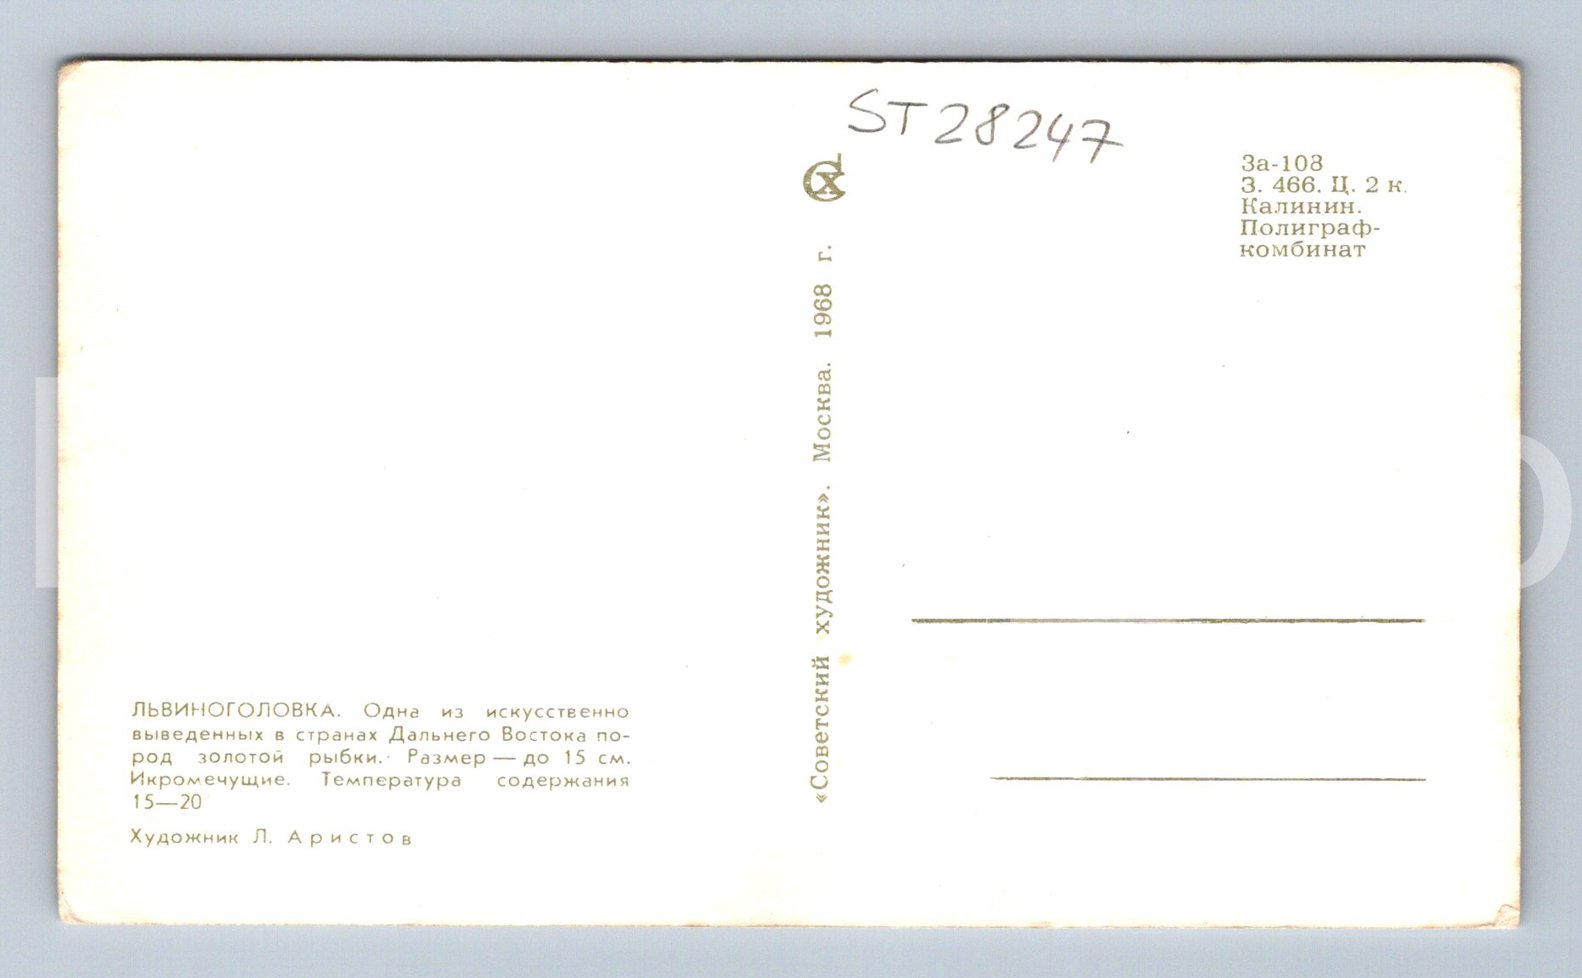 ST28247
За-108
З. 466. Ц. 2 к.
Калинин.
Полиграф-
комбинат
«Советский художник». Москва. 1968 г.
ЛЬВИНОГОЛОВКА. Одна из искусственно
выведенных в странах Дальнего Востока по-
род золотой рыбки. Размер — до 15 см.
Икромечущие. Температура содержания
15—20
Художник Л. Аристов